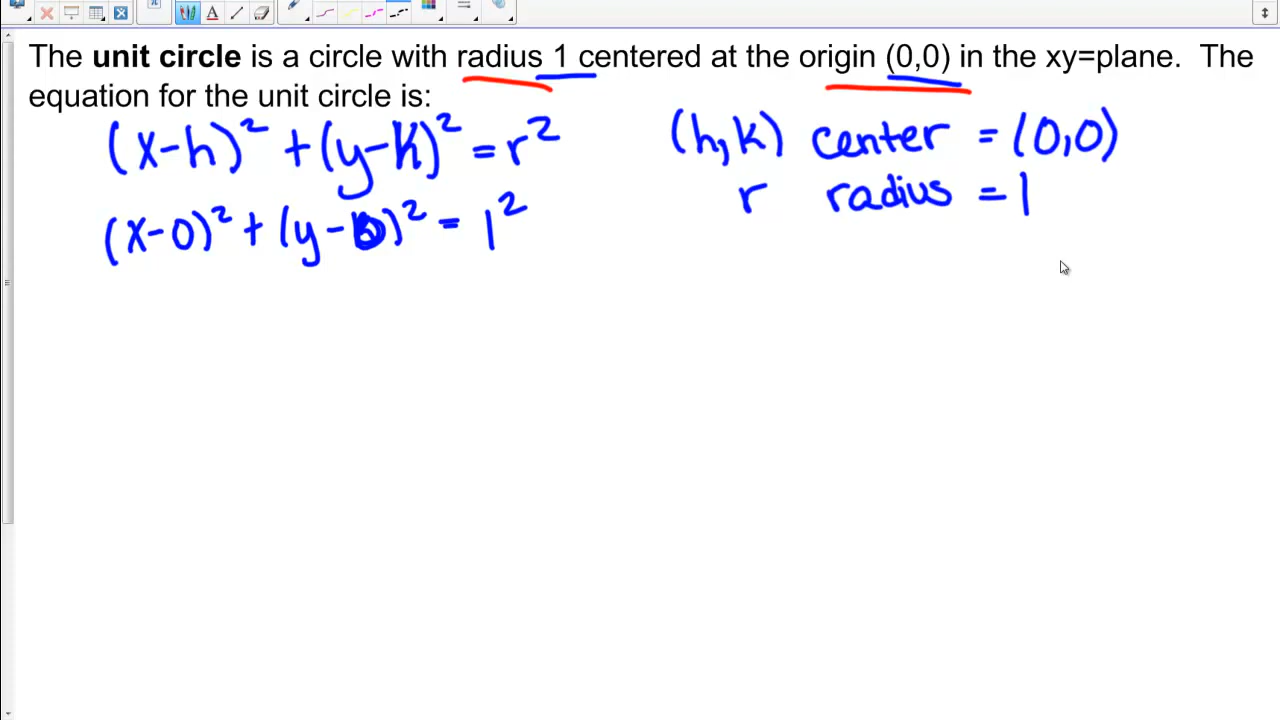 The unit circle is a circle with radius 1 centered at the origin (0,0) in the xy=plane. The
equation for the unit circle is:
(x-h)² + (y-k)² = r²
(h,k) center = (0,0)
r radius = 1
(x-0)² + (y-0)² = 1²